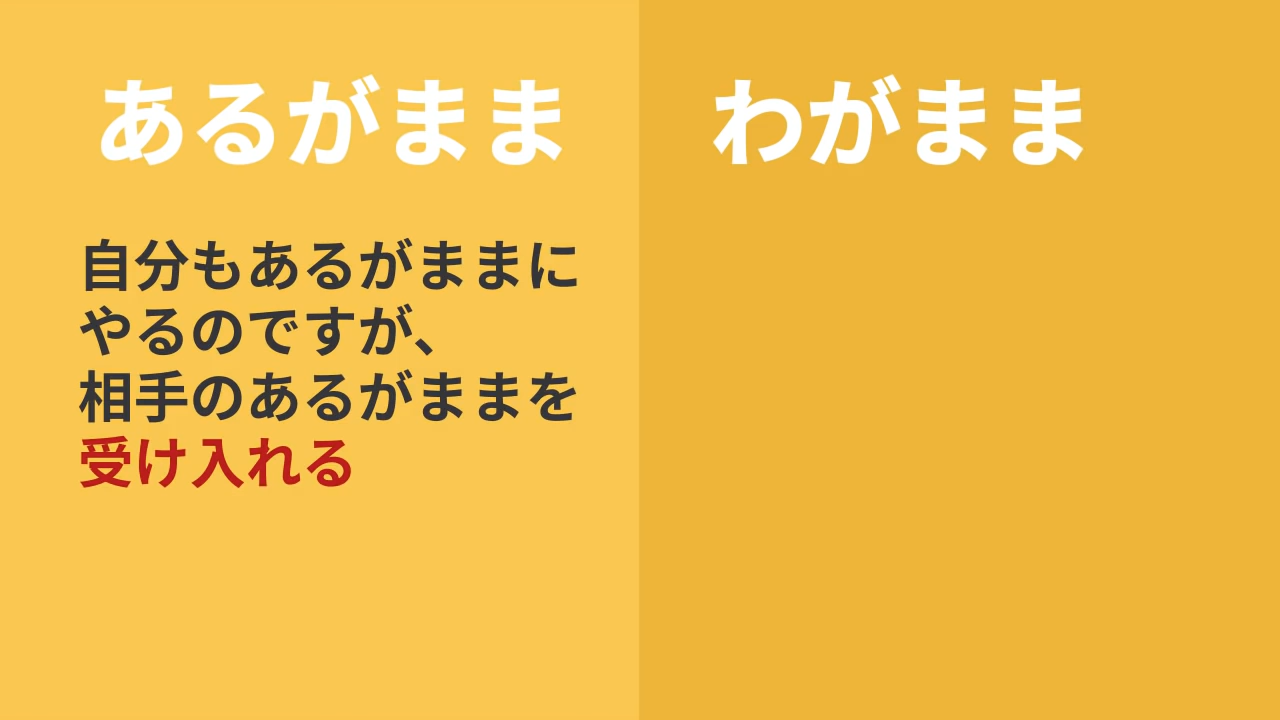 あるがまま
自分もあるがままに
やるのですが、
相手のあるがままを
受け入れる
わがまま